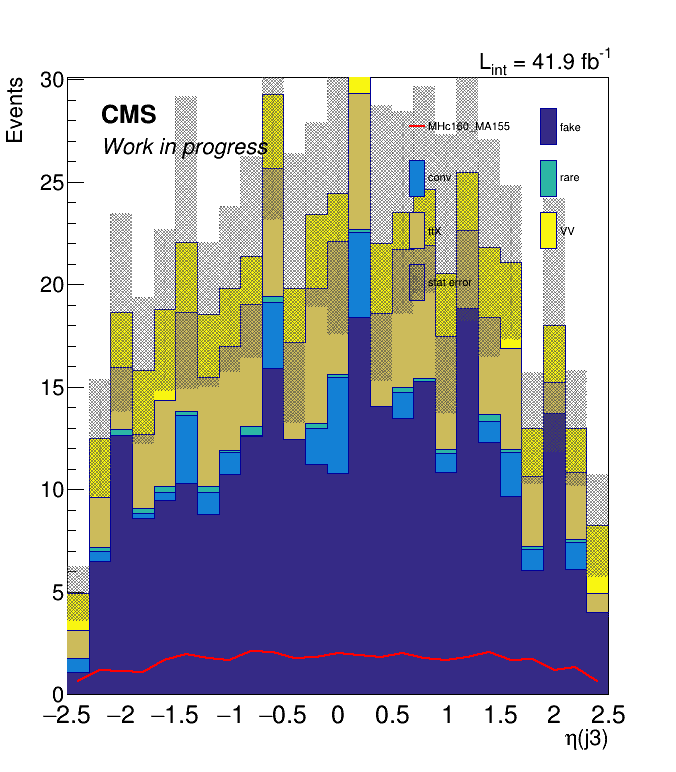 L_int = 41.9 fb^-1
Events
CMS
Work in progress
MHc160_MA155
fake
conv
rare
ttX
VV
stat error
30
25
20
15
10
5
0
−2.5 −2 −1.5 −1 −0.5 0 0.5 1 1.5 2 2.5
η(j3)